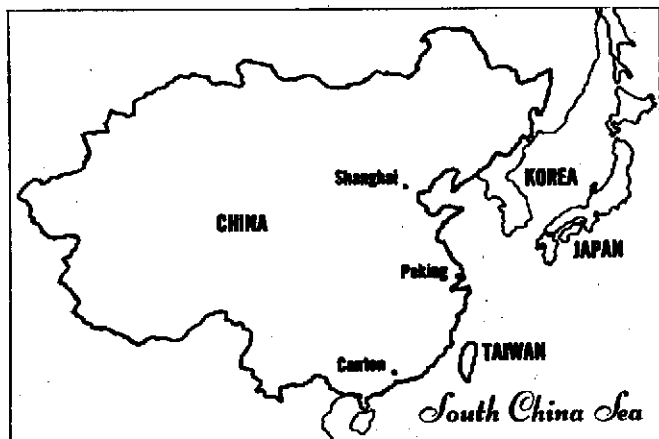 Shanghai
KOREA
CHINA
JAPAN
Peking
TAIWAN
Canton
South China Sea